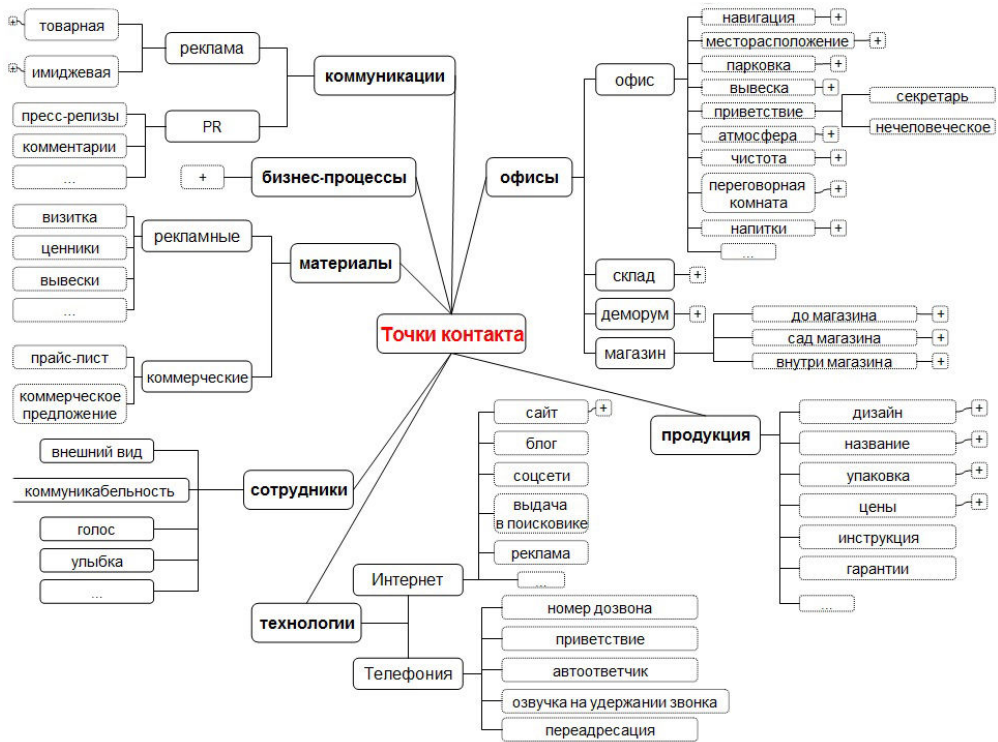 товарная
имиджевая
реклама
коммуникации
пресс-релизы
комментарии
...
PR
+
бизнес-процессы
визитка
ценники
вывески
...
рекламные
материалы
прайс-лист
коммерческое
предложение
коммерческие
Точки контакта
внешний вид
коммуникабельность
голос
улыбка
...
сотрудники
технологии
Интернет
сайт +
блог
соцсети
выдача
в поисковике
реклама
...
Телефония
номер дозвона
приветствие
автоответчик
озвучка на удержании звонка
переадресация
офисы
офис
навигация +
месторасположение +
парковка +
вывеска +
приветствие
секретарь
нечеловеческое
атмосфера +
чистота +
переговорная
комната +
напитки +
...
склад +
деморум +
магазин
до магазина +
сад магазина +
внутри магазина +
продукция
дизайн +
название +
упаковка +
цены +
инструкция
гарантии
...